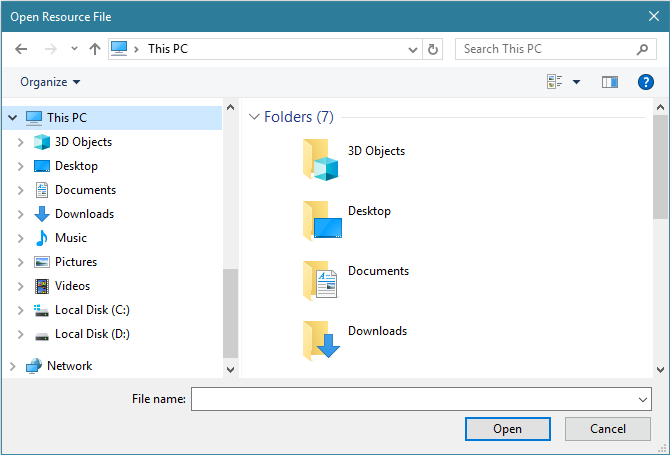 Open Resource File
This PC
Search This PC
Organize
This PC
3D Objects
Desktop
Documents
Downloads
Music
Pictures
Videos
Local Disk (C:)
Local Disk (D:)
Network
Folders (7)
3D Objects
Desktop
Documents
Downloads
File name:
Open
Cancel